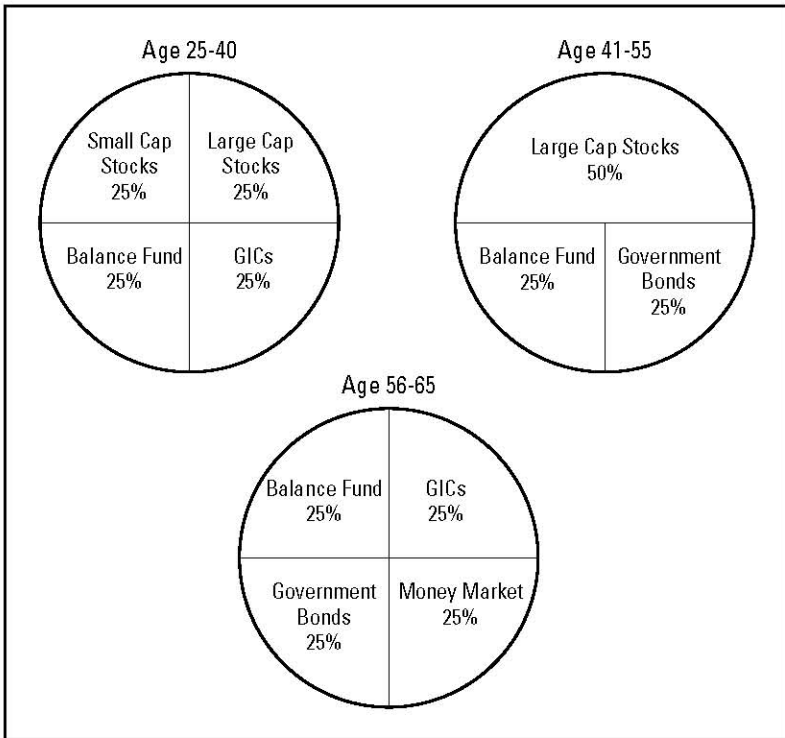 Age 25-40
Small Cap
Stocks
25%
Large Cap
Stocks
25%
Balance Fund
25%
GICs
25%
Age 41-55
Large Cap Stocks
50%
Balance Fund
25%
Government
Bonds
25%
Age 56-65
Balance Fund
25%
GICs
25%
Government
Bonds
25%
Money Market
25%